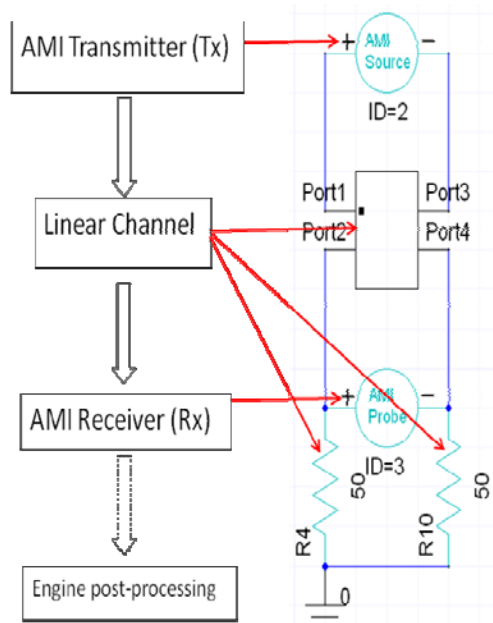 AMI Transmitter (Tx)
Linear Channel
AMI Receiver (Rx)
Engine post-processing
+ AMI Source −
ID=2
Port1 Port3
Port2 Port4
+ AMI Probe −
ID=3
R4 50
R10 50
0